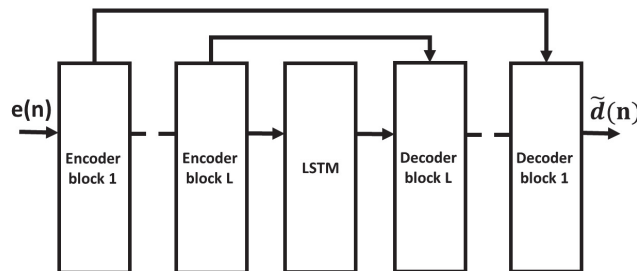 e(n)
Encoder
block 1
Encoder
block L
LSTM
Decoder
block L
Decoder
block 1
d̃(n)